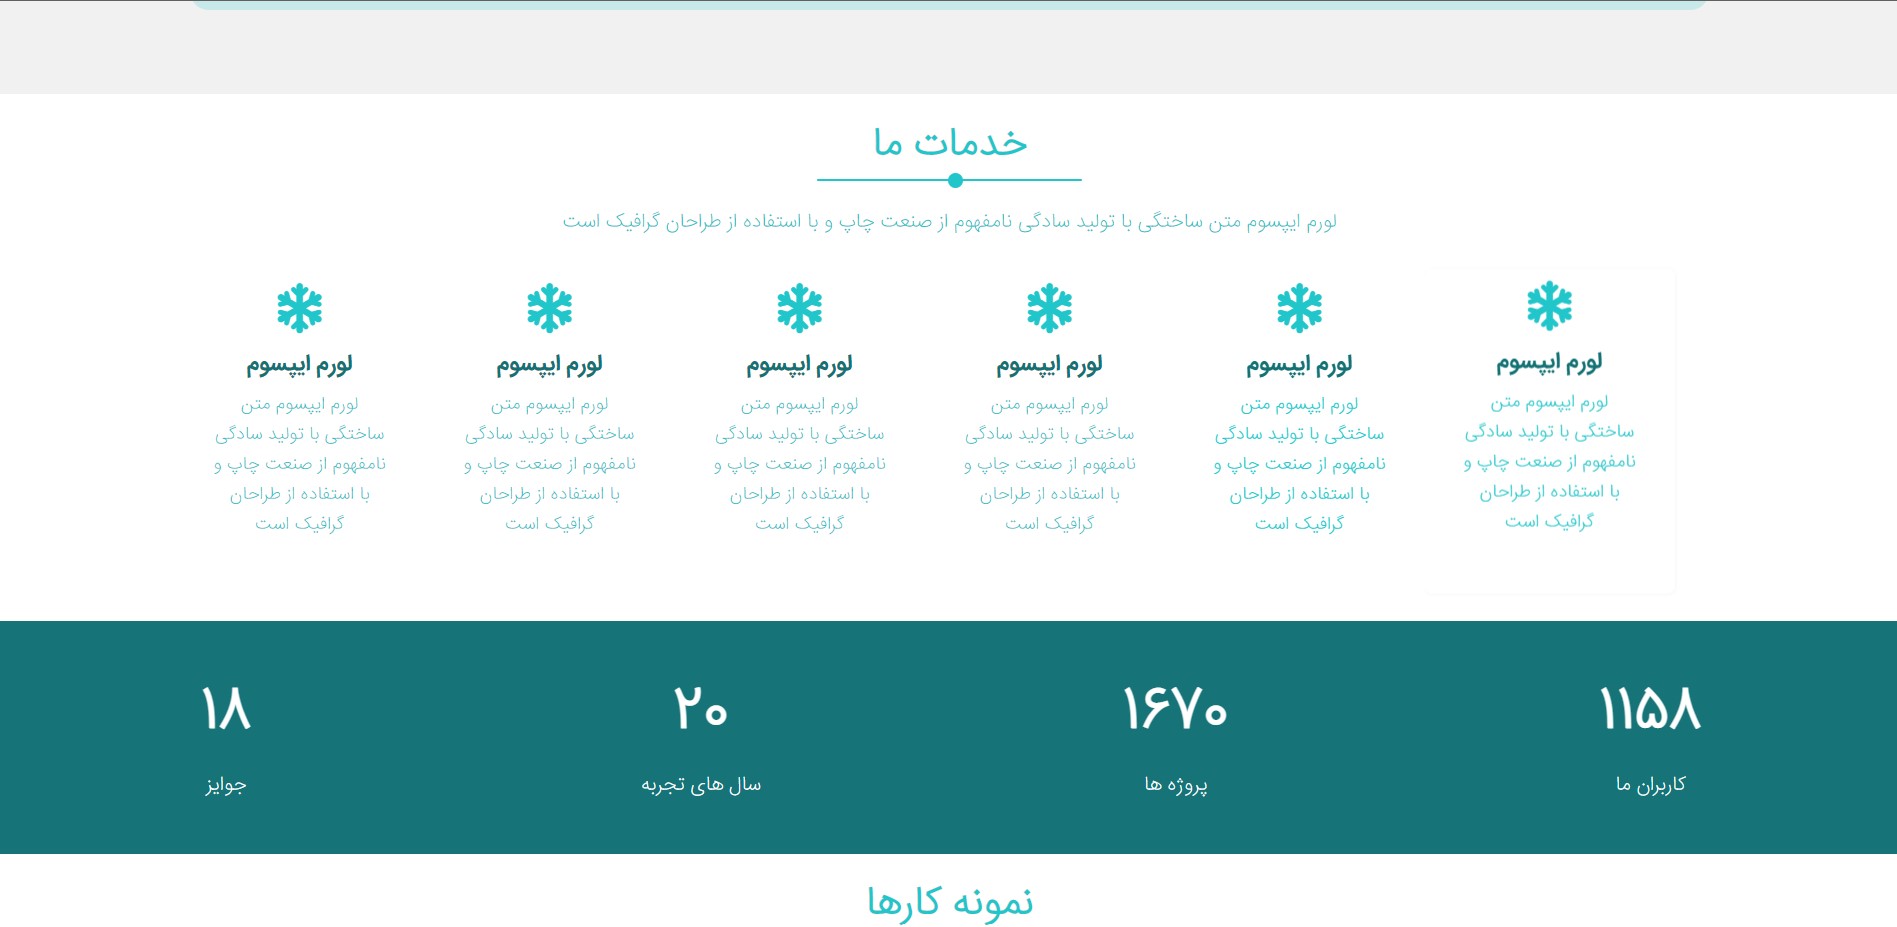 خدمات ما
لورم ایپسوم متن ساختگی با تولید سادگی نامفهوم از صنعت چاپ و با استفاده از طراحان گرافیک است
لورم ایپسوم
لورم ایپسوم متن
ساختگی با تولید سادگی
نامفهوم از صنعت چاپ و
با استفاده از طراحان
گرافیک است
لورم ایپسوم
لورم ایپسوم متن
ساختگی با تولید سادگی
نامفهوم از صنعت چاپ و
با استفاده از طراحان
گرافیک است
لورم ایپسوم
لورم ایپسوم متن
ساختگی با تولید سادگی
نامفهوم از صنعت چاپ و
با استفاده از طراحان
گرافیک است
لورم ایپسوم
لورم ایپسوم متن
ساختگی با تولید سادگی
نامفهوم از صنعت چاپ و
با استفاده از طراحان
گرافیک است
لورم ایپسوم
لورم ایپسوم متن
ساختگی با تولید سادگی
نامفهوم از صنعت چاپ و
با استفاده از طراحان
گرافیک است
لورم ایپسوم
لورم ایپسوم متن
ساختگی با تولید سادگی
نامفهوم از صنعت چاپ و
با استفاده از طراحان
گرافیک است
۱۱۵۸
کاربران ما
۱۶۷۰
پروژه ها
۲۰
سال های تجربه
۱۸
جوایز
نمونه کارها